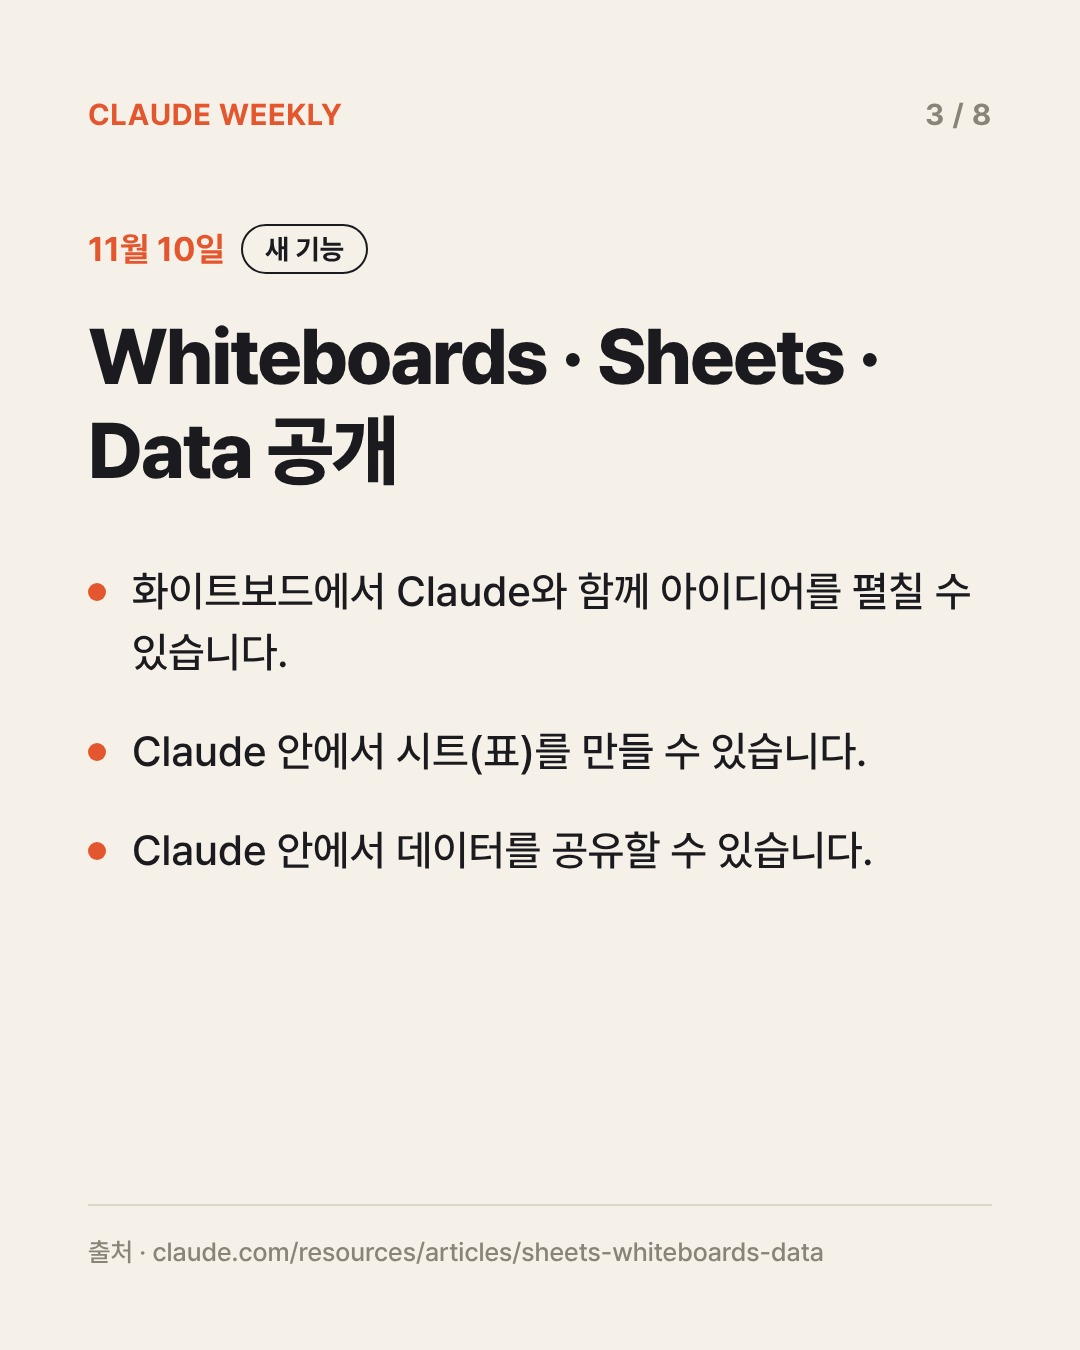 CLAUDE WEEKLY
3 / 8
11월 10일
새 기능
Whiteboards · Sheets ·
Data 공개
화이트보드에서 Claude와 함께 아이디어를 펼칠 수
있습니다.
Claude 안에서 시트(표)를 만들 수 있습니다.
Claude 안에서 데이터를 공유할 수 있습니다.
출처 · claude.com/resources/articles/sheets-whiteboards-data